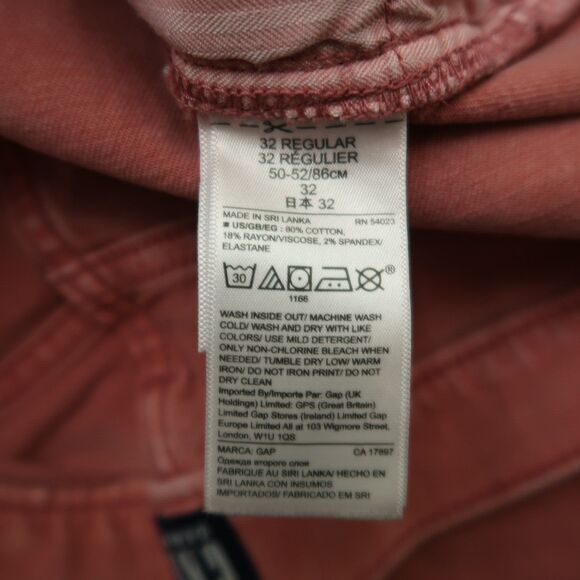 32 REGULAR
32 RÉGULIER
50-52/86CM
32
日本 32
MADE IN SRI LANKA RN 54023
■ US/GB/EG : 80% COTTON,
18% RAYON/VISCOSE, 2% SPANDEX/
ELASTANE
30
®
1166
WASH INSIDE OUT/ MACHINE WASH
COLD/ WASH AND DRY WITH LIKE
COLORS/ USE MILD DETERGENT/
ONLY NON-CHLORINE BLEACH WHEN
NEEDED/ TUMBLE DRY LOW/ WARM
IRON/ DO NOT IRON PRINT/ DO NOT
DRY CLEAN
Imported By/Importe Par: Gap (UK
Holdings) Limited: GPS (Great Britain)
Limited Gap Stores (Ireland) Limited Gap
Europe Limited All at 103 Wigmore Street,
London, W1U 1QS
MARCA: GAP CA 17897
Одежда второго слоя
FABRIQUE AU SIRI LANKA/ HECHO EN
SRI LANKA CON INSUMOS
IMPORTADOS/ FABRICADO EM SRI